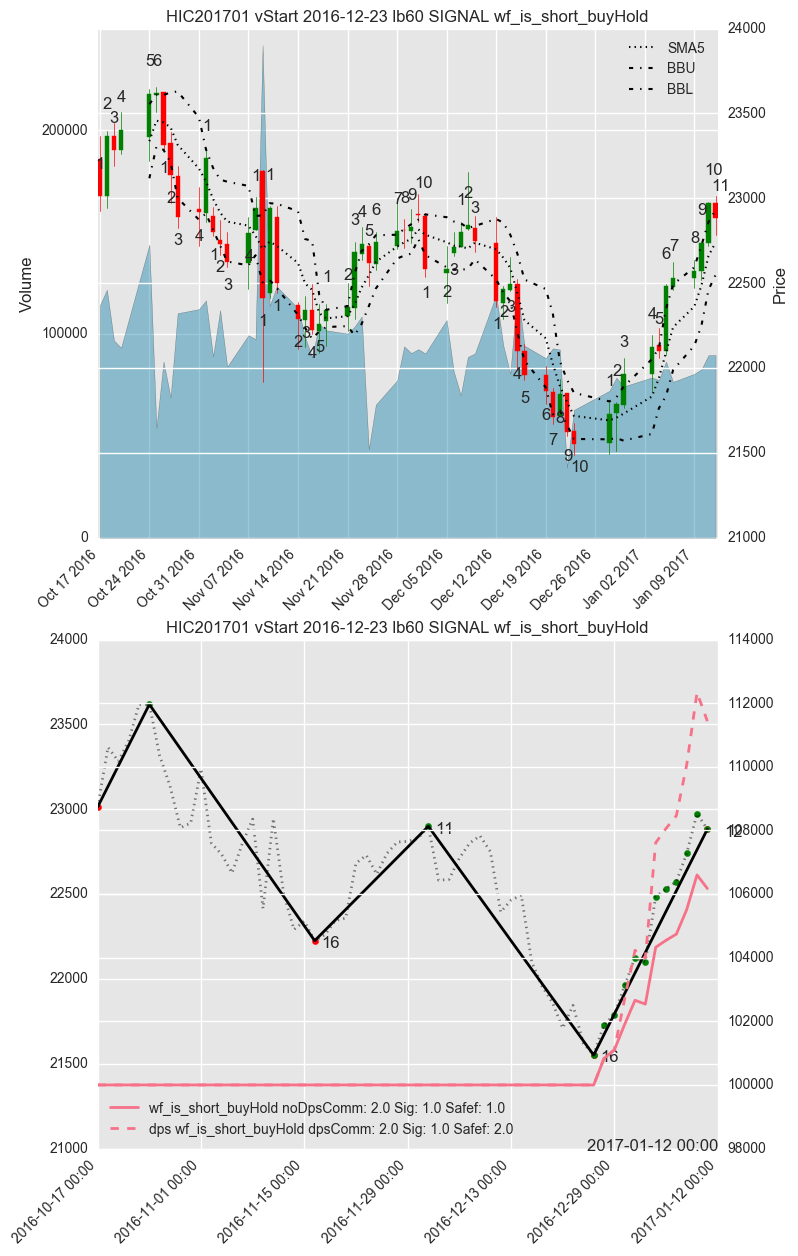 HIC201701 vStart 2016-12-23 lb60 SIGNAL wf_is_short_buyHold
24000
23500
23000
22500
22000
21500
21000
Price
200000
100000
0
Volume
SMA5
BBU
BBL
Oct 17 2016
Oct 24 2016
Oct 31 2016
Nov 07 2016
Nov 14 2016
Nov 21 2016
Nov 28 2016
Dec 05 2016
Dec 12 2016
Dec 19 2016
Dec 26 2016
Jan 02 2017
Jan 09 2017
HIC201701 vStart 2016-12-23 lb60 SIGNAL wf_is_short_buyHold
24000
23500
23000
22500
22000
21500
21000
114000
112000
110000
108000
106000
104000
102000
100000
98000
16
11
16
12
wf_is_short_buyHold noDpsComm: 2.0 Sig: 1.0 Safef: 1.0
dps wf_is_short_buyHold dpsComm: 2.0 Sig: 1.0 Safef: 2.0
2017-01-12 00:00
2016-10-17 00:00
2016-11-01 00:00
2016-11-15 00:00
2016-11-29 00:00
2016-12-13 00:00
2016-12-29 00:00
2017-01-12 00:00